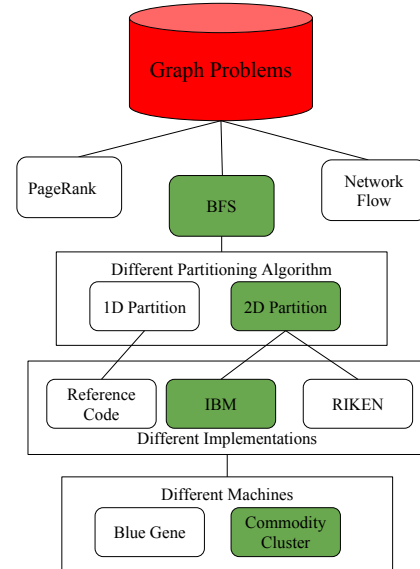 Graph Problems
PageRank
BFS
Network
Flow
Different Partitioning Algorithm
1D Partition
2D Partition
Reference
Code
IBM
RIKEN
Different Implementations
Different Machines
Blue Gene
Commodity
Cluster